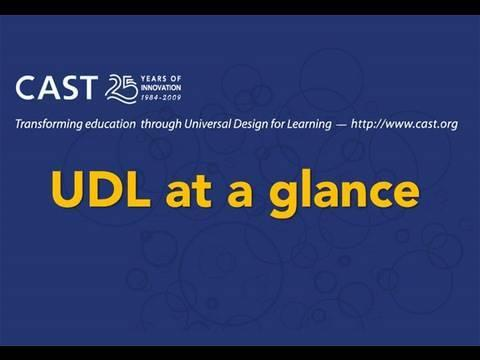 CAST 25 YEARS OF
INNOVATION
1984-2009
Transforming education through Universal Design for Learning — http://www.cast.org
UDL at a glance